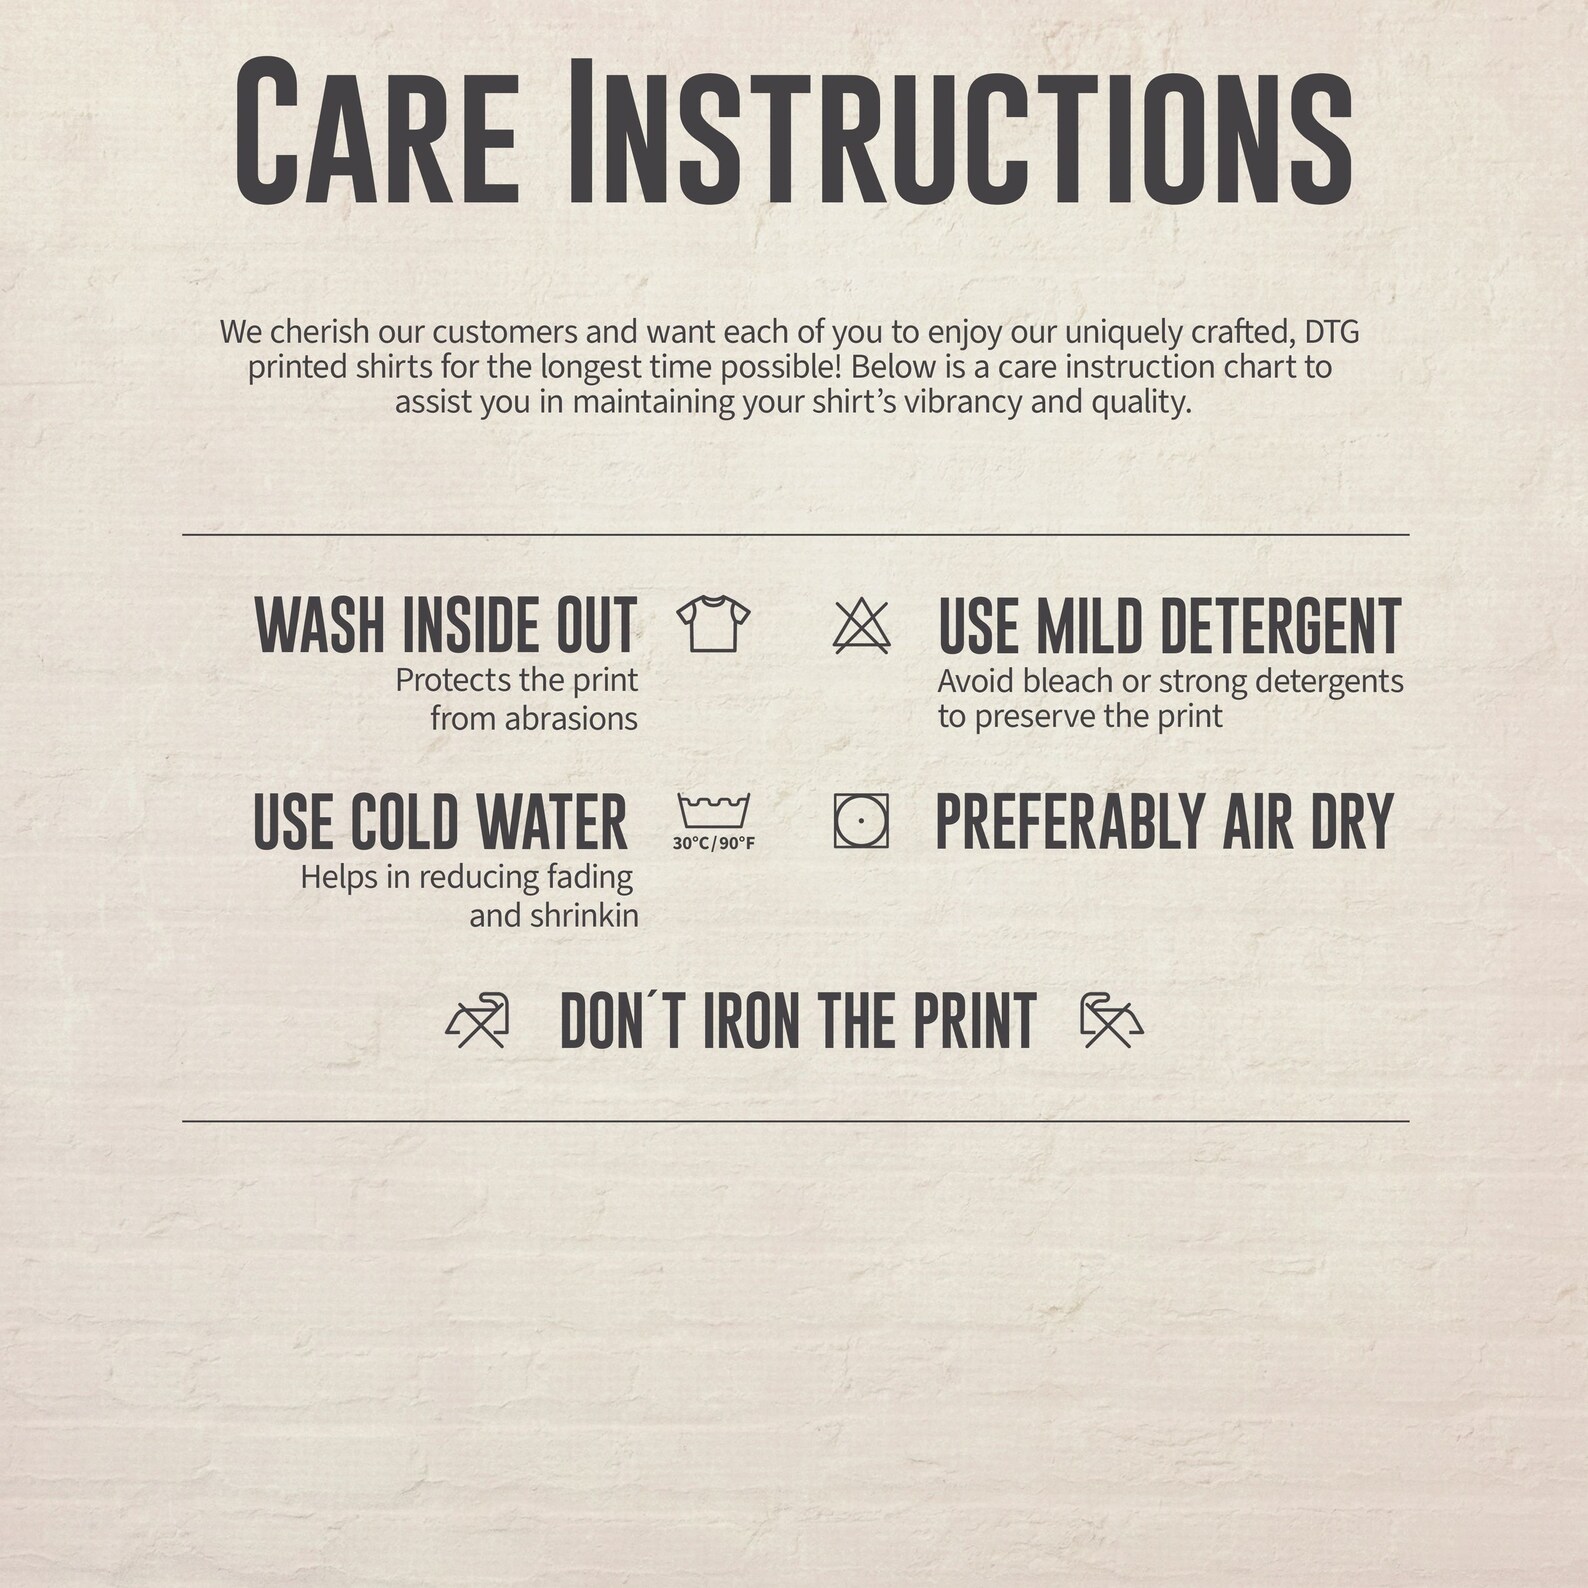 CARE INSTRUCTIONS
We cherish our customers and want each of you to enjoy our uniquely crafted, DTG
printed shirts for the longest time possible! Below is a care instruction chart to
assist you in maintaining your shirt’s vibrancy and quality.
WASH INSIDE OUT
Protects the print
from abrasions
USE MILD DETERGENT
Avoid bleach or strong detergents
to preserve the print
USE COLD WATER
30°C/90°F
Helps in reducing fading
and shrinkin
PREFERABLY AIR DRY
DON´T IRON THE PRINT